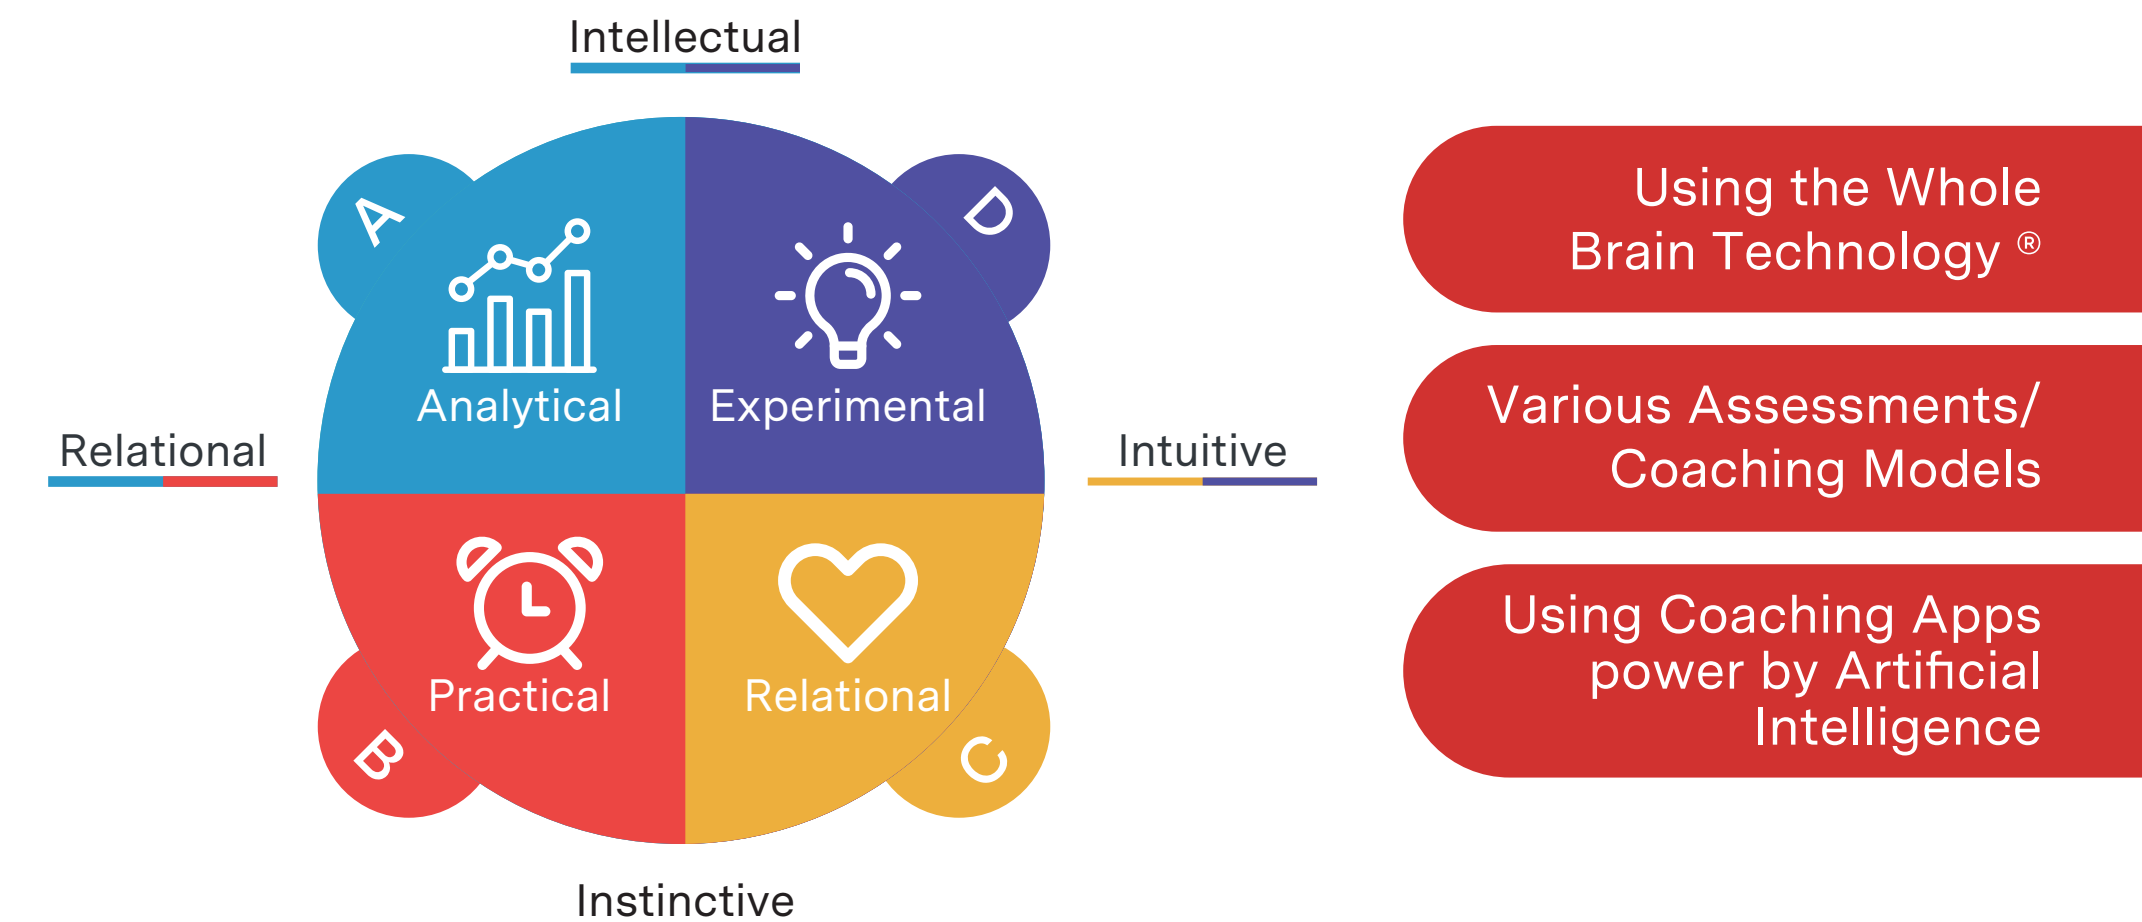 Intellectual
A
D
Analytical
Experimental
Relational
Intuitive
Practical
Relational
B
C
Instinctive
Using the Whole
Brain Technology ®
Various Assessments/
Coaching Models
Using Coaching Apps
power by Artificial
Intelligence